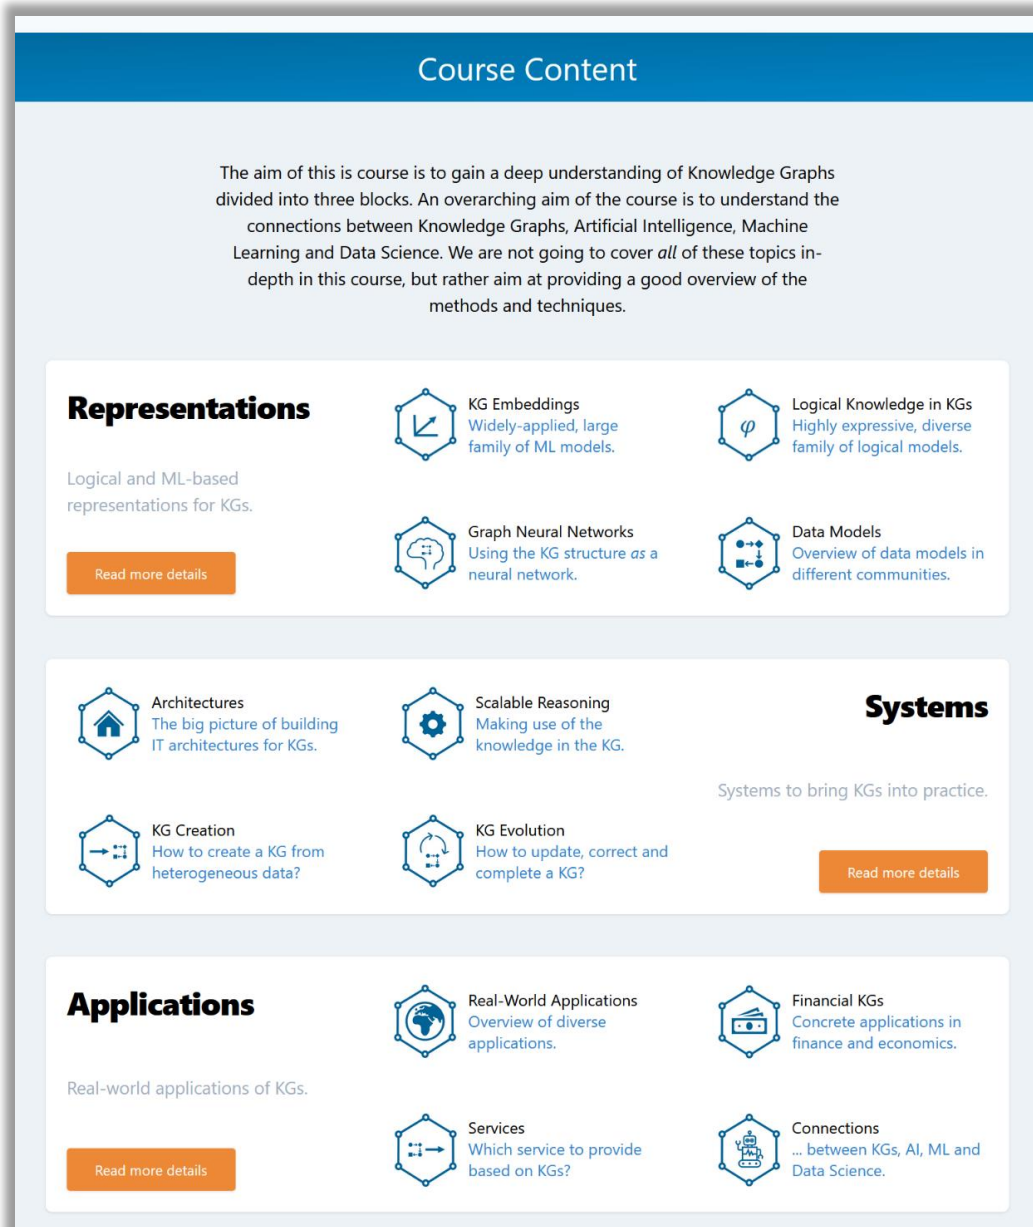 Course Content
The aim of this is course is to gain a deep understanding of Knowledge Graphs
divided into three blocks. An overarching aim of the course is to understand the
connections between Knowledge Graphs, Artificial Intelligence, Machine
Learning and Data Science. We are not going to cover all of these topics in-
depth in this course, but rather aim at providing a good overview of the
methods and techniques.
Representations
Logical and ML-based
representations for KGs.
Read more details
KG Embeddings
Widely-applied, large
family of ML models.
φ
Logical Knowledge in KGs
Highly expressive, diverse
family of logical models.
Graph Neural Networks
Using the KG structure as a
neural network.
Data Models
Overview of data models in
different communities.
Architectures
The big picture of building
IT architectures for KGs.
Scalable Reasoning
Making use of the
knowledge in the KG.
KG Creation
How to create a KG from
heterogeneous data?
KG Evolution
How to update, correct and
complete a KG?
Systems
Systems to bring KGs into practice.
Read more details
Applications
Real-world applications of KGs.
Read more details
Real-World Applications
Overview of diverse
applications.
Financial KGs
Concrete applications in
finance and economics.
Services
Which service to provide
based on KGs?
Connections
... between KGs, AI, ML and
Data Science.